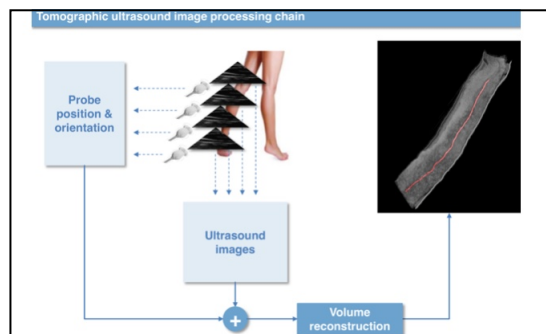 Tomographic ultrasound image processing chain
Probe
position &
orientation
Ultrasound
images
+
Volume
reconstruction